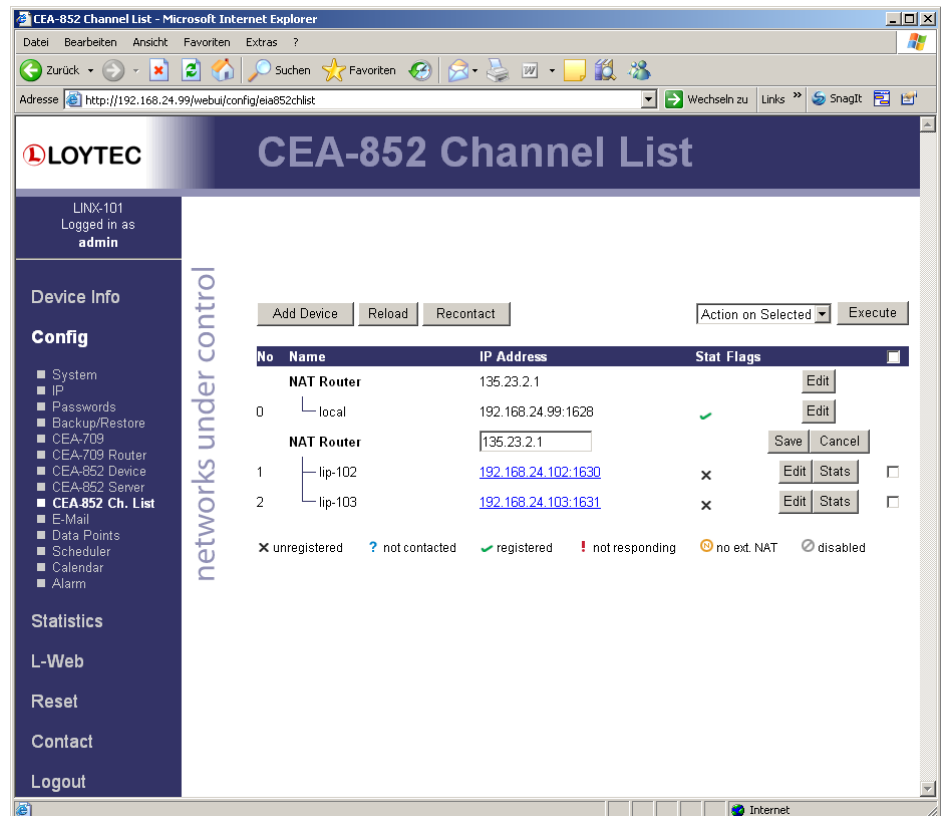 CEA-852 Channel List - Microsoft Internet Explorer
Datei Bearbeiten Ansicht Favoriten Extras ?
Zurück Suchen Favoriten
Adresse http://192.168.24.99/webui/config/eia852chlist Wechseln zu Links » SnagIt
LOYTEC
CEA-852 Channel List
LINX-101
Logged in as
admin
networks under control
Device Info
Config
System
IP
Passwords
Backup/Restore
CEA-709
CEA-709 Router
CEA-852 Device
CEA-852 Server
CEA-852 Ch. List
E-Mail
Data Points
Scheduler
Calendar
Alarm
Statistics
L-Web
Reset
Contact
Logout
Add Device Reload Recontact Action on Selected Execute
No Name IP Address Stat Flags
NAT Router 135.23.2.1 Edit
0 local 192.168.24.99:1628 Edit
NAT Router 135.23.2.1 Save Cancel
1 lip-102 192.168.24.102:1630 Edit Stats
2 lip-103 192.168.24.103:1631 Edit Stats
unregistered ? not contacted registered ! not responding N no ext. NAT disabled
Internet